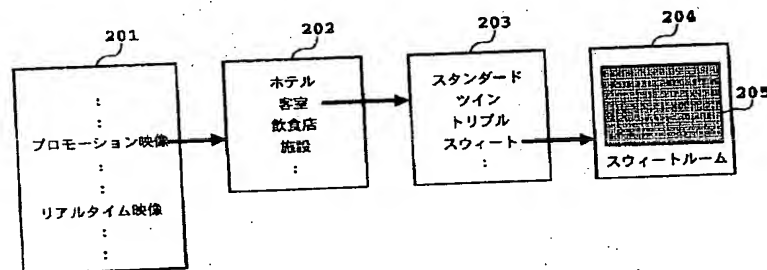 201
:
:
プロモーション映像
:
:
リアルタイム映像
:
:
202
ホテル
客室
飲食店
施設
:
203
スタンダード
ツイン
トリプル
スウィート
:
204
205
スウィートルーム